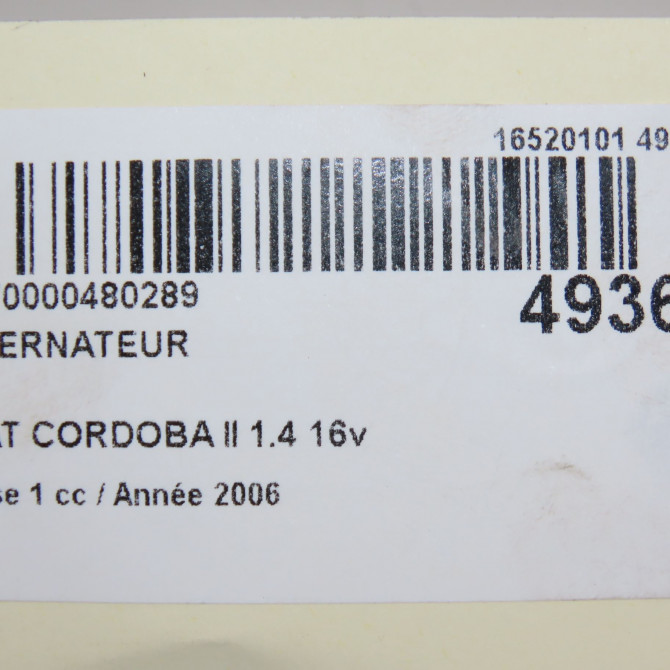 16520101 49
0000480289
4936
ERNATEUR
AT CORDOBA II 1.4 16v
se 1 cc / Année 2006